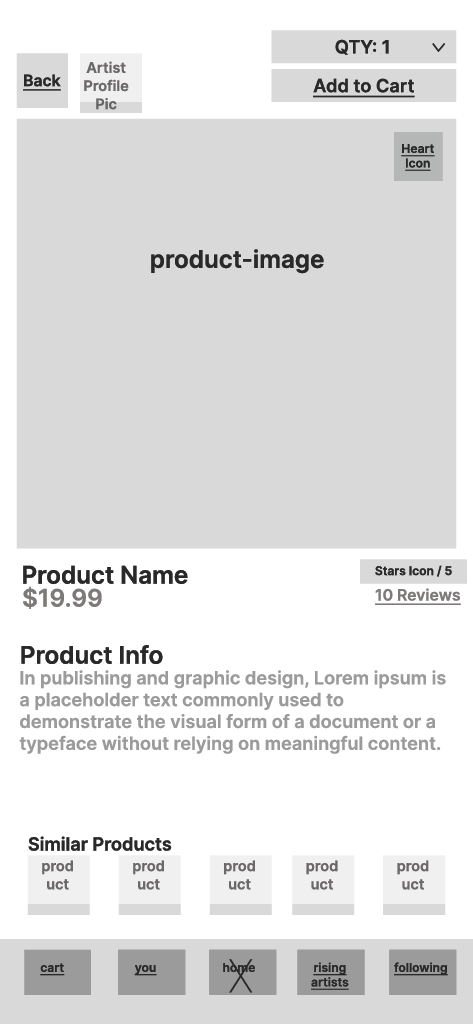 QTY: 1
Back
Artist
Profile
Pic
Add to Cart
Heart
Icon
product-image
Product Name
$19.99
Stars Icon / 5
10 Reviews
Product Info
In publishing and graphic design, Lorem ipsum is
a placeholder text commonly used to
demonstrate the visual form of a document or a
typeface without relying on meaningful content.
Similar Products
prod
uct
prod
uct
prod
uct
prod
uct
prod
uct
cart
you
home
rising
artists
following